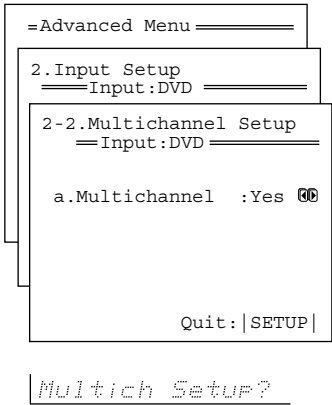 Advanced Menu
2.Input Setup
Input:DVD
2-2.Multichannel Setup
Input:DVD
a.Multichannel :Yes
Quit:|SETUP|
Multich Setup?